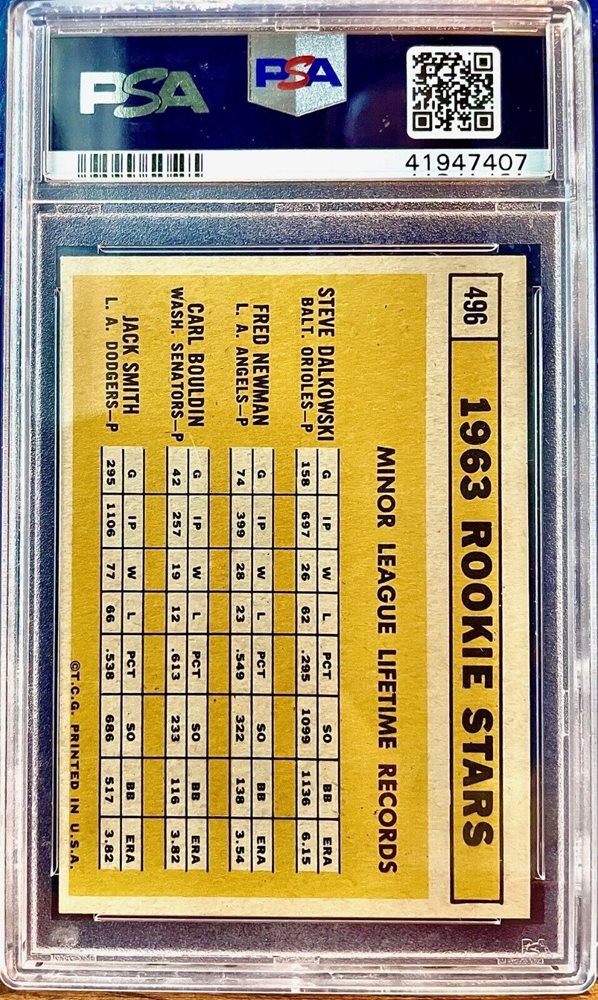 PSA
PSA
41947407
496
1963 ROOKIE STARS
MINOR LEAGUE LIFETIME RECORDS
STEVE DALKOWSKI
BALT. ORIOLES—P
G IP W L PCT SO BB ERA
158 697 26 62 .295 1099 1136 6.15
FRED NEWMAN
L. A. ANGELS—P
G IP W L PCT SO BB ERA
74 399 28 23 .549 322 138 3.54
CARL BOULDIN
WASH. SENATORS—P
G IP W L PCT SO BB ERA
42 257 19 12 .613 233 116 3.82
JACK SMITH
L. A. DODGERS—P
G IP W L PCT SO BB ERA
295 1106 77 66 .538 686 517 3.82
©T.C.G. PRINTED IN U.S.A.